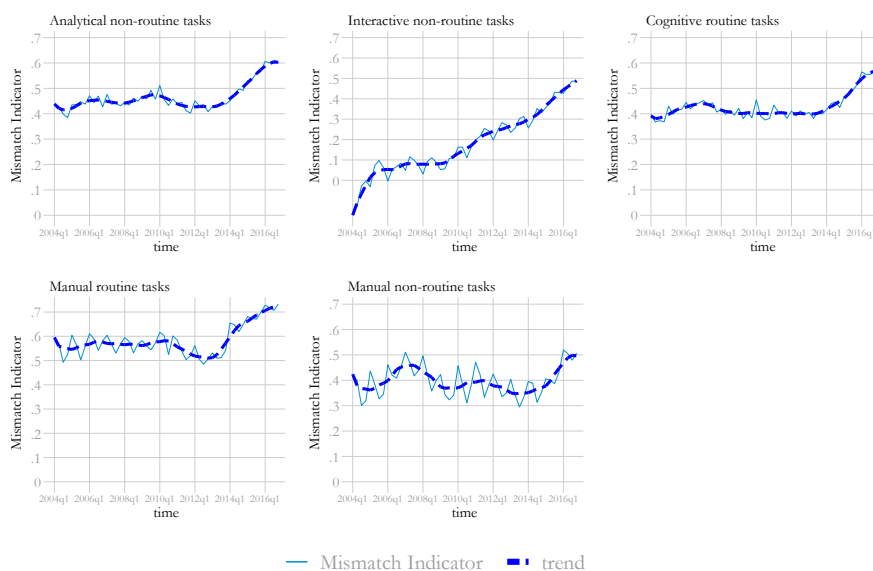 Analytical non-routine tasks
Interactive non-routine tasks
Cognitive routine tasks
Mismatch Indicator
.7
.6
.5
.4
.3
.2
.1
0
2004q1 2006q1 2008q1 2010q1 2012q1 2014q1 2016q1
time
Mismatch Indicator
.7
.6
.5
.4
.3
.2
.1
0
2004q1 2006q1 2008q1 2010q1 2012q1 2014q1 2016q1
time
Mismatch Indicator
.7
.6
.5
.4
.3
.2
.1
0
2004q1 2006q1 2008q1 2010q1 2012q1 2014q1 2016q
time
Manual routine tasks
Manual non-routine tasks
Mismatch Indicator
.7
.6
.5
.4
.3
.2
.1
0
2004q1 2006q1 2008q1 2010q1 2012q1 2014q1 2016q1
time
Mismatch Indicator
.7
.6
.5
.4
.3
.2
.1
0
2004q1 2006q1 2008q1 2010q1 2012q1 2014q1 2016q1
time
Mismatch Indicator trend